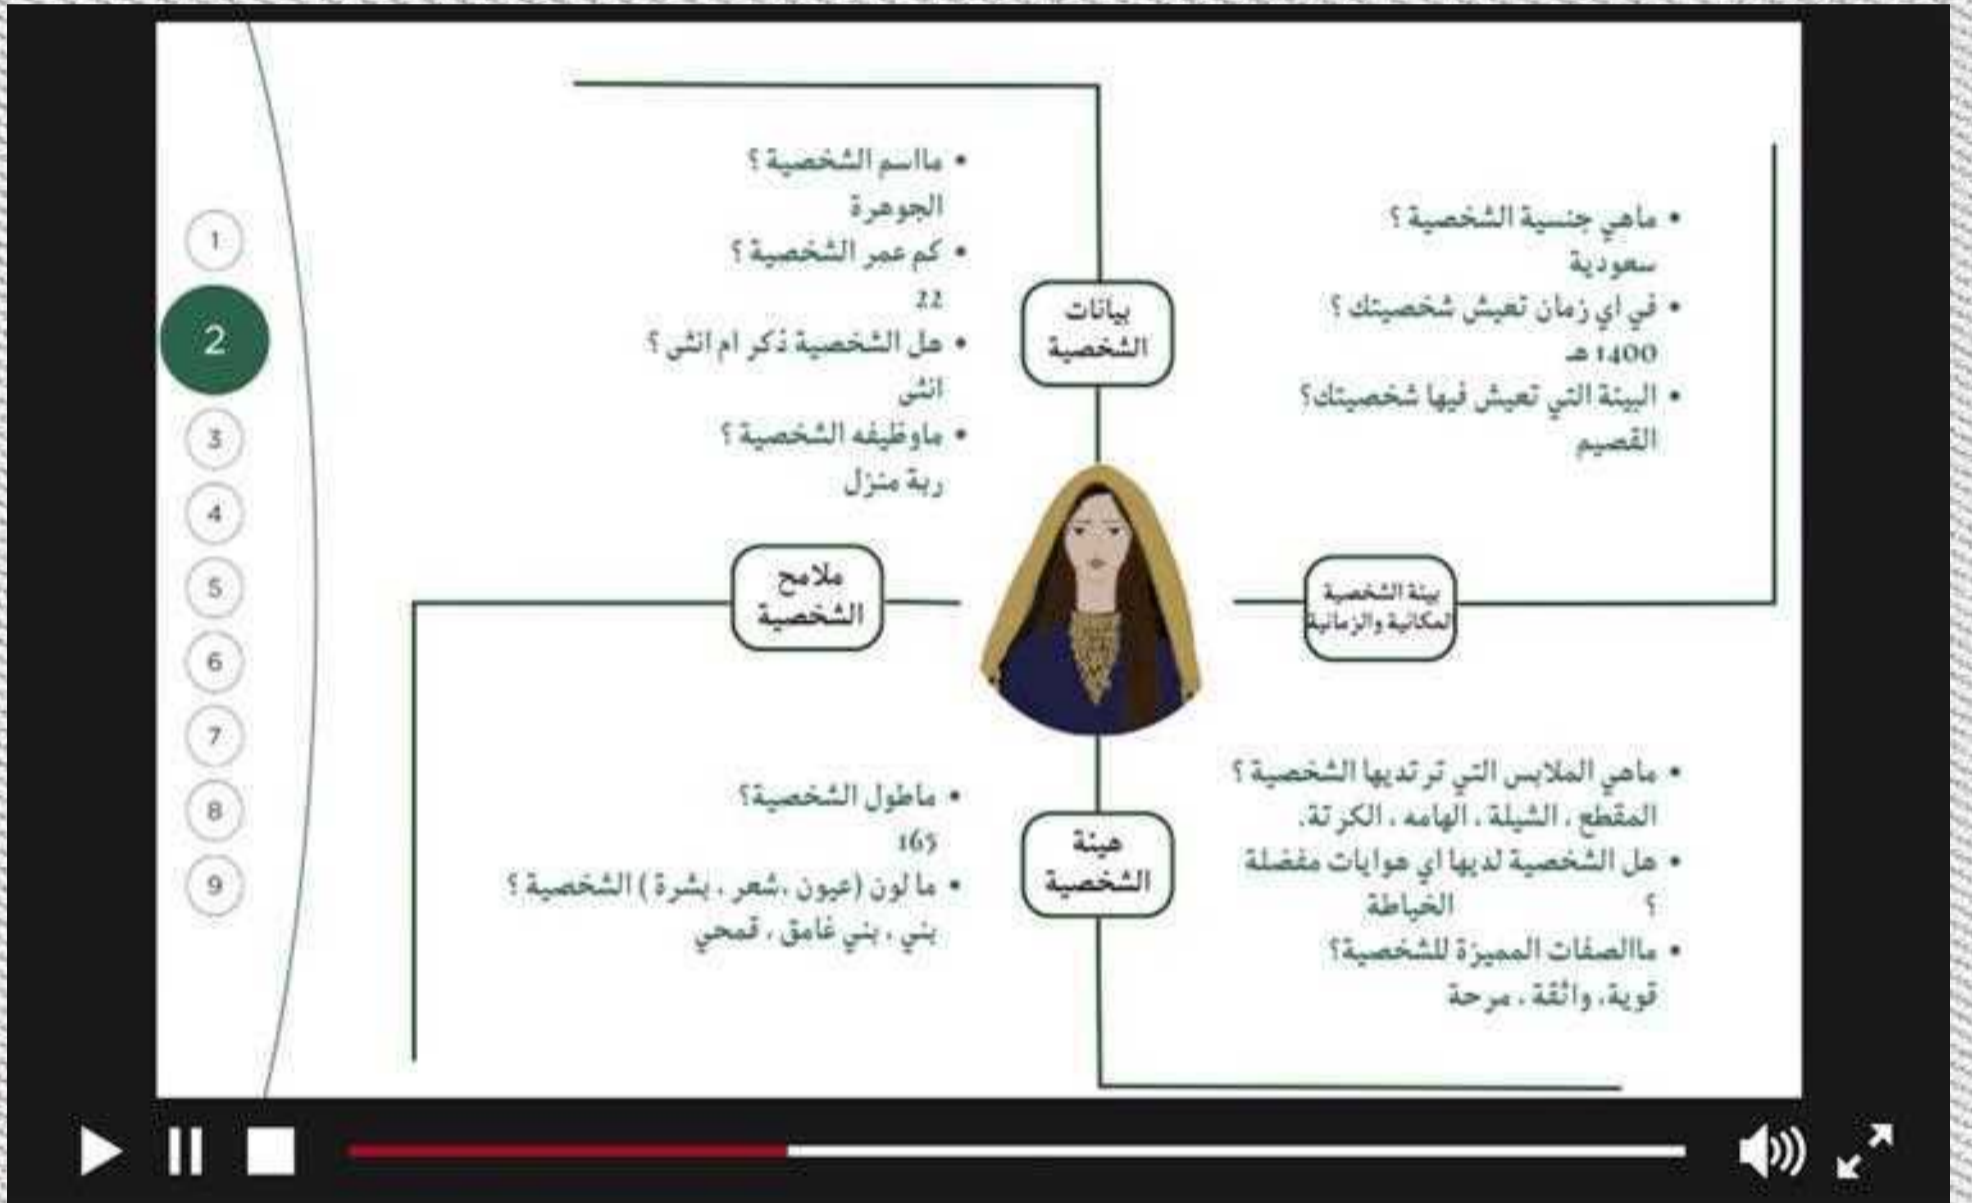 مااسم الشخصية ؟
الجوهرة
كم عمر الشخصية ؟
22
هل الشخصية ذكر ام انثى ؟
انثى
ماوظيفه الشخصية ؟
ربة منزل
بيانات
الشخصية
ماهي جنسية الشخصية ؟
سعودية
في اي زمان تعيش شخصيتك ؟
1400 هـ
البيئة التي تعيش فيها شخصيتك؟
القصيم
بيئة الشخصية
لمكانية والزمانية
ملامح
الشخصية
ماطول الشخصية؟
165
ما لون (عيون ،شعر ، بشرة ) الشخصية ؟
بني ، بني غامق ، قمحي
هيئة
الشخصية
ماهي الملابس التي ترتديها الشخصية ؟
المقطع ، الشيلة ، الهامه ، الكرتة.
هل الشخصية لديها اي هوايات مفضلة
؟ الخياطة
ماالصفات المميزة للشخصية؟
قوية، واثقة ، مرحة
1
2
3
4
5
6
7
8
9